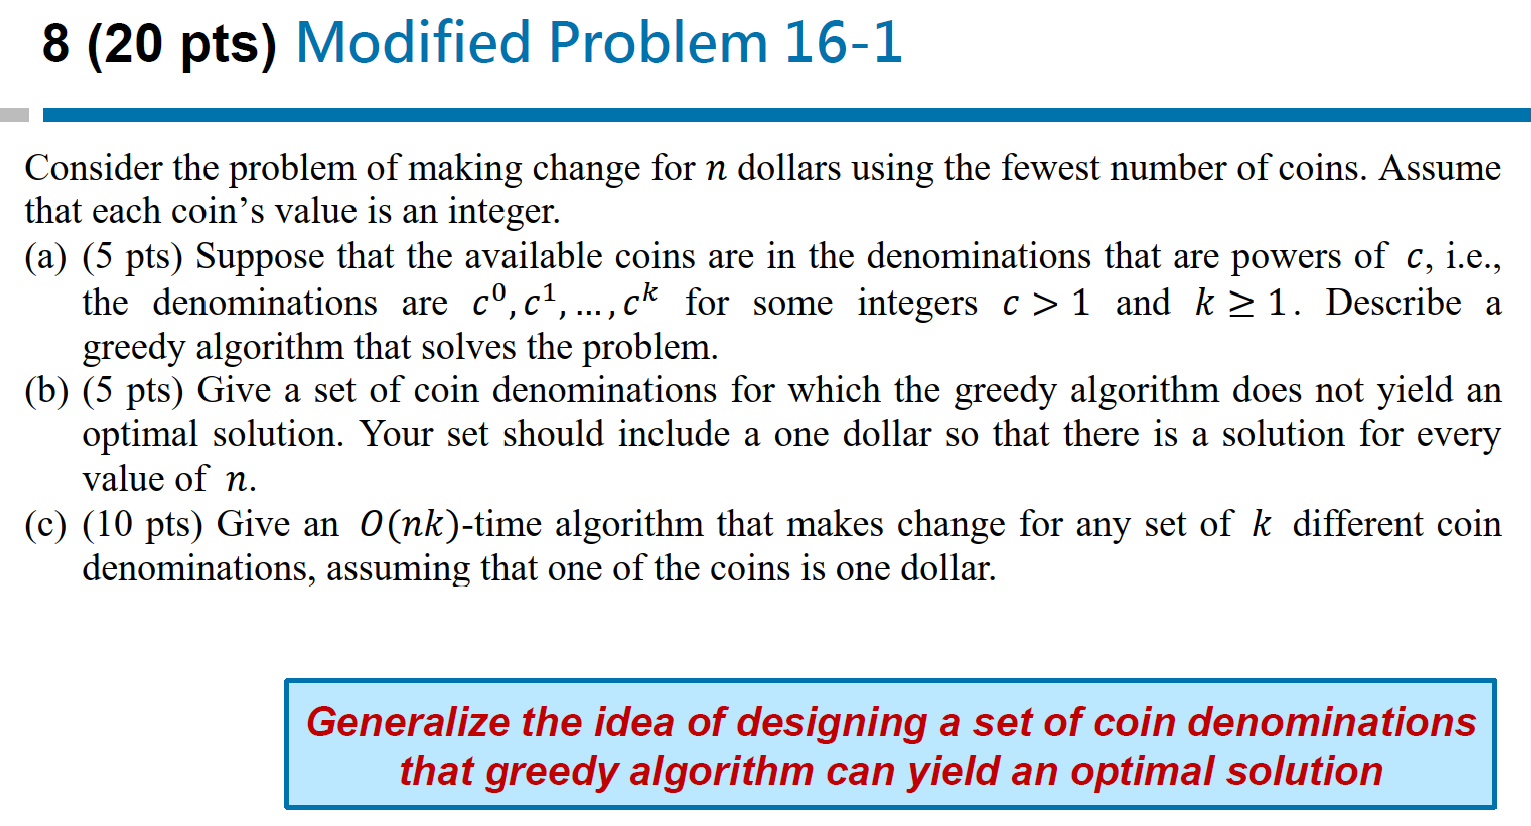 8 (20 pts) Modified Problem 16-1
Consider the problem of making change for n dollars using the fewest number of coins. Assume
that each coin's value is an integer.
(a) (5 pts) Suppose that the available coins are in the denominations that are powers of c, i.e.,
the denominations are c⁰, c¹, ..., cᵏ for some integers c > 1 and k ≥ 1. Describe a
greedy algorithm that solves the problem.
(b) (5 pts) Give a set of coin denominations for which the greedy algorithm does not yield an
optimal solution. Your set should include a one dollar so that there is a solution for every
value of n.
(c) (10 pts) Give an O(nk)-time algorithm that makes change for any set of k different coin
denominations, assuming that one of the coins is one dollar.
Generalize the idea of designing a set of coin denominations
that greedy algorithm can yield an optimal solution